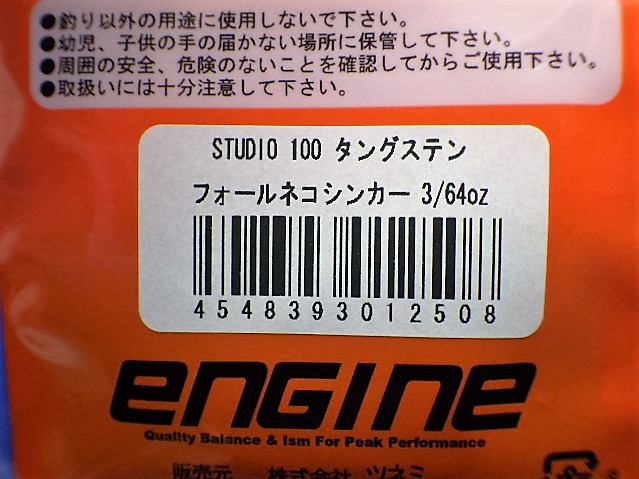 ●釣り以外の用途に使用しないで下さい。
●幼児、子供の手の届かない場所に保管して下さい。
●周囲の安全、危険のないことを確認してからご使用下さい。
●取扱いには十分注意して下さい。
STUDIO 100 タングステン
フォールネコシンカー 3/64oz
4548393012508
engine
Quality Balance & Ism For Peak Performance
販売元 株式会社 ツネミ